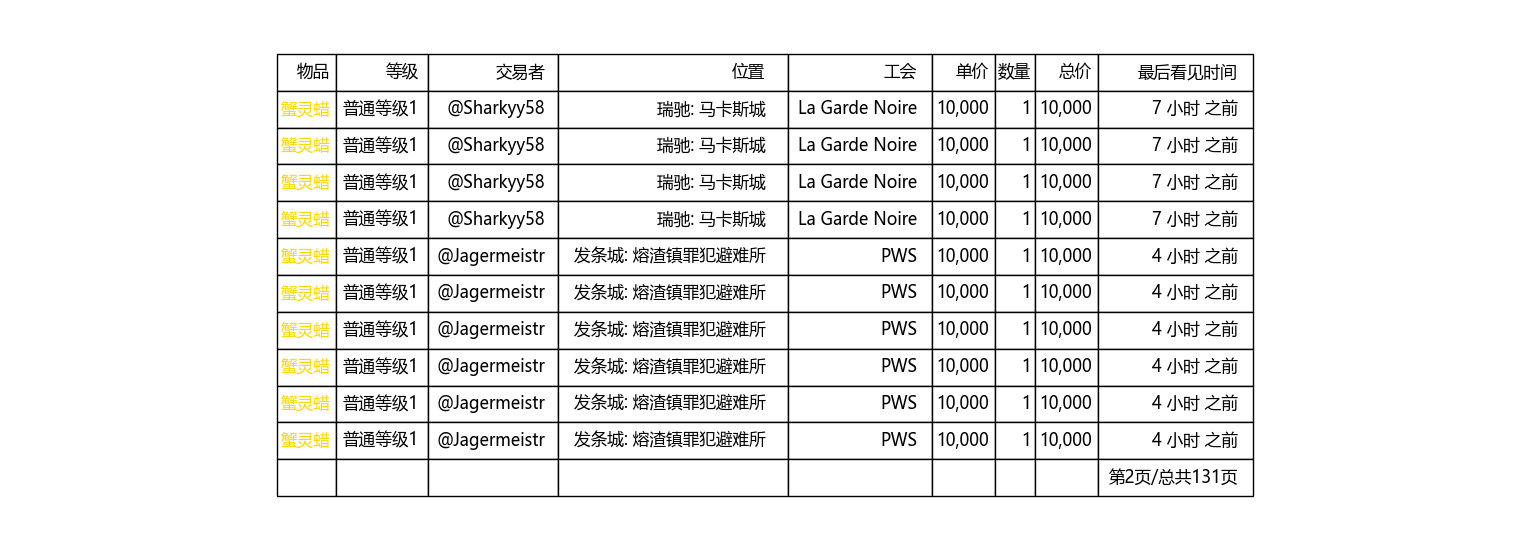 物品 等级 交易者 位置 工会 单价 数量 总价 最后看见时间
蟹灵蜡 普通等级1 @Sharkyy58 瑞驰: 马卡斯城 La Garde Noire 10,000 1 10,000 7 小时 之前
蟹灵蜡 普通等级1 @Sharkyy58 瑞驰: 马卡斯城 La Garde Noire 10,000 1 10,000 7 小时 之前
蟹灵蜡 普通等级1 @Sharkyy58 瑞驰: 马卡斯城 La Garde Noire 10,000 1 10,000 7 小时 之前
蟹灵蜡 普通等级1 @Sharkyy58 瑞驰: 马卡斯城 La Garde Noire 10,000 1 10,000 7 小时 之前
蟹灵蜡 普通等级1 @Jagermeistr 发条城: 熔渣镇罪犯避难所 PWS 10,000 1 10,000 4 小时 之前
蟹灵蜡 普通等级1 @Jagermeistr 发条城: 熔渣镇罪犯避难所 PWS 10,000 1 10,000 4 小时 之前
蟹灵蜡 普通等级1 @Jagermeistr 发条城: 熔渣镇罪犯避难所 PWS 10,000 1 10,000 4 小时 之前
蟹灵蜡 普通等级1 @Jagermeistr 发条城: 熔渣镇罪犯避难所 PWS 10,000 1 10,000 4 小时 之前
蟹灵蜡 普通等级1 @Jagermeistr 发条城: 熔渣镇罪犯避难所 PWS 10,000 1 10,000 4 小时 之前
蟹灵蜡 普通等级1 @Jagermeistr 发条城: 熔渣镇罪犯避难所 PWS 10,000 1 10,000 4 小时 之前
第2页/总共131页